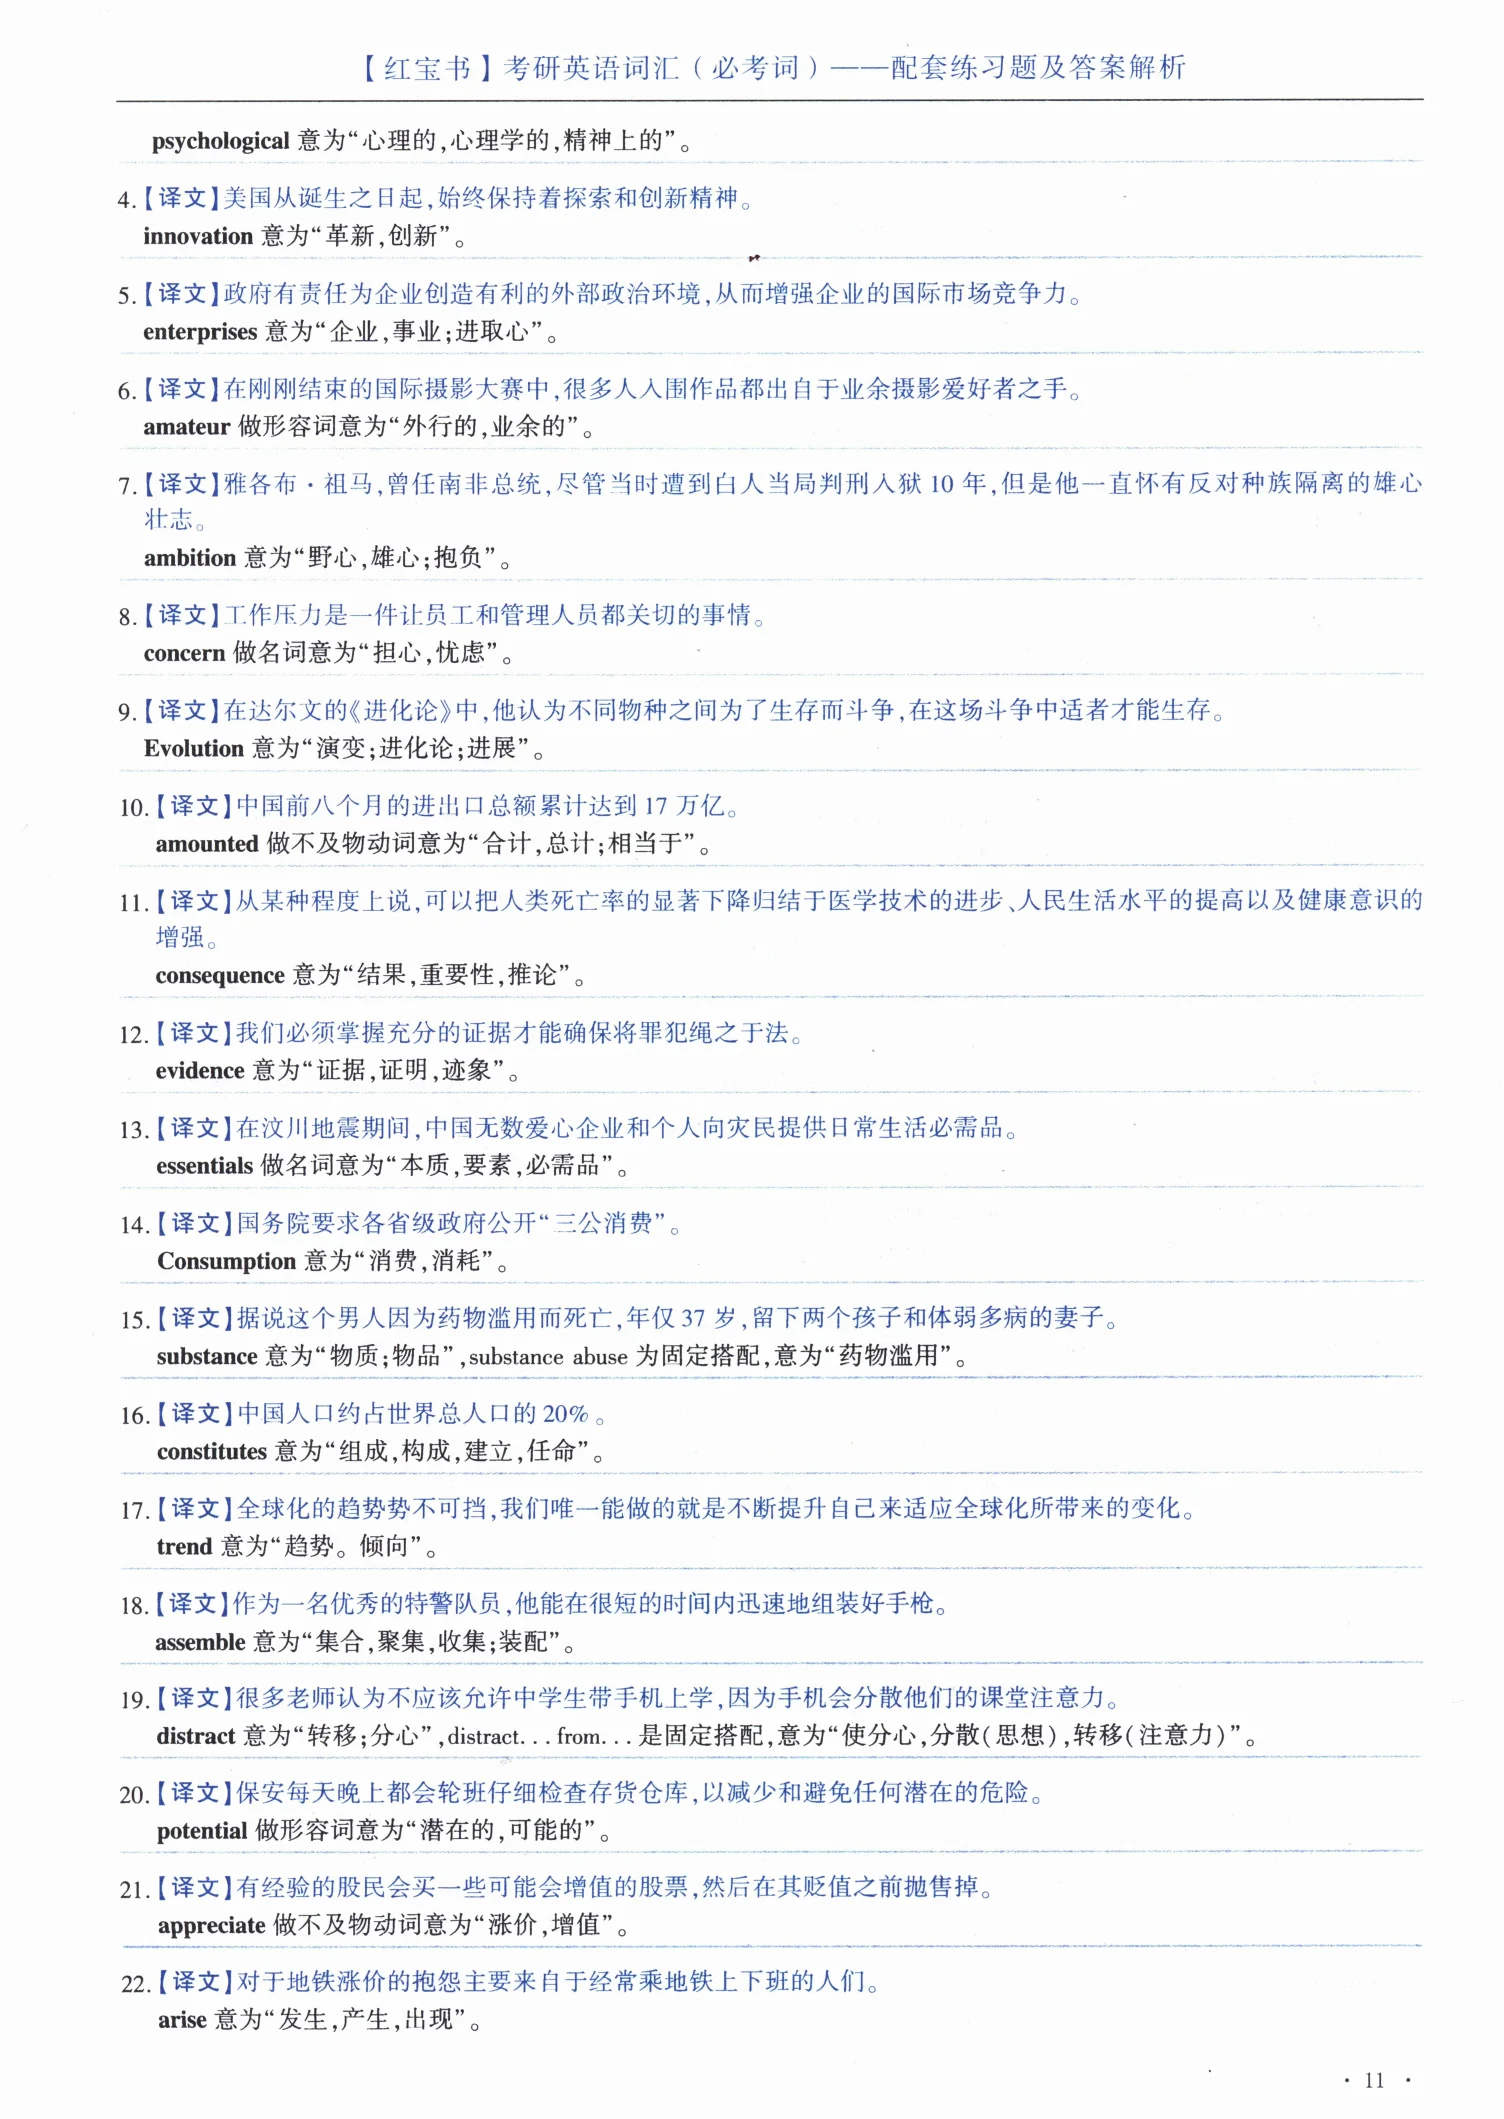 【红宝书】考研英语词汇(必考词)——配套练习题及答案解析
psychological 意为“心理的,心理学的,精神上的”。
4.【译文】美国从诞生之日起,始终保持着探索和创新精神。
innovation 意为“革新,创新”。
5.【译文】政府有责任为企业创造有利的外部政治环境,从而增强企业的国际市场竞争力。
enterprises 意为“企业,事业;进取心”。
6.【译文】在刚刚结束的国际摄影大赛中,很多人入围作品都出自于业余摄影爱好者之手。
amateur 做形容词意为“外行的,业余的”。
7.【译文】雅各布·祖马,曾任南非总统,尽管当时遭到白人当局判刑入狱 10 年,但是他一直怀有反对种族隔离的雄心
壮志。
ambition 意为“野心,雄心;抱负”。
8.【译文】工作压力是一件让员工和管理人员都关切的事情。
concern 做名词意为“担心,忧虑”。
9.【译文】在达尔文的《进化论》中,他认为不同物种之间为了生存而斗争,在这场斗争中适者才能生存。
Evolution 意为“演变;进化论;进展”。
10.【译文】中国前八个月的进出口总额累计达到 17 万亿。
amounted 做不及物动词意为“合计,总计;相当于”。
11.【译文】从某种程度上说,可以把人类死亡率的显著下降归结于医学技术的进步、人民生活水平的提高以及健康意识的
增强。
consequence 意为“结果,重要性,推论”。
12.【译文】我们必须掌握充分的证据才能确保将罪犯绳之于法。
evidence 意为“证据,证明,迹象”。
13.【译文】在汶川地震期间,中国无数爱心企业和个人向灾民提供日常生活必需品。
essentials 做名词意为“本质,要素,必需品”。
14.【译文】国务院要求各省级政府公开“三公消费”。
Consumption 意为“消费,消耗”。
15.【译文】据说这个男人因为药物滥用而死亡,年仅 37 岁,留下两个孩子和体弱多病的妻子。
substance 意为“物质;物品”,substance abuse 为固定搭配,意为“药物滥用”。
16.【译文】中国人口约占世界总人口的 20%。
constitutes 意为“组成,构成,建立,任命”。
17.【译文】全球化的趋势势不可挡,我们唯一能做的就是不断提升自己来适应全球化所带来的变化。
trend 意为“趋势。倾向”。
18.【译文】作为一名优秀的特警队员,他能在很短的时间内迅速地组装好手枪。
assemble 意为“集合,聚集,收集;装配”。
19.【译文】很多老师认为不应该允许中学生带手机上学,因为手机会分散他们的课堂注意力。
distract 意为“转移;分心”,distract...from...是固定搭配,意为“使分心,分散(思想),转移(注意力)”。
20.【译文】保安每天晚上都会轮班仔细检查存货仓库,以减少和避免任何潜在的危险。
potential 做形容词意为“潜在的,可能的”。
21.【译文】有经验的股民会买一些可能会增值的股票,然后在其贬值之前抛售掉。
appreciate 做不及物动词意为“涨价,增值”。
22.【译文】对于地铁涨价的抱怨主要来自于经常乘地铁上下班的人们。
arise 意为“发生,产生,出现”。
· 11 ·